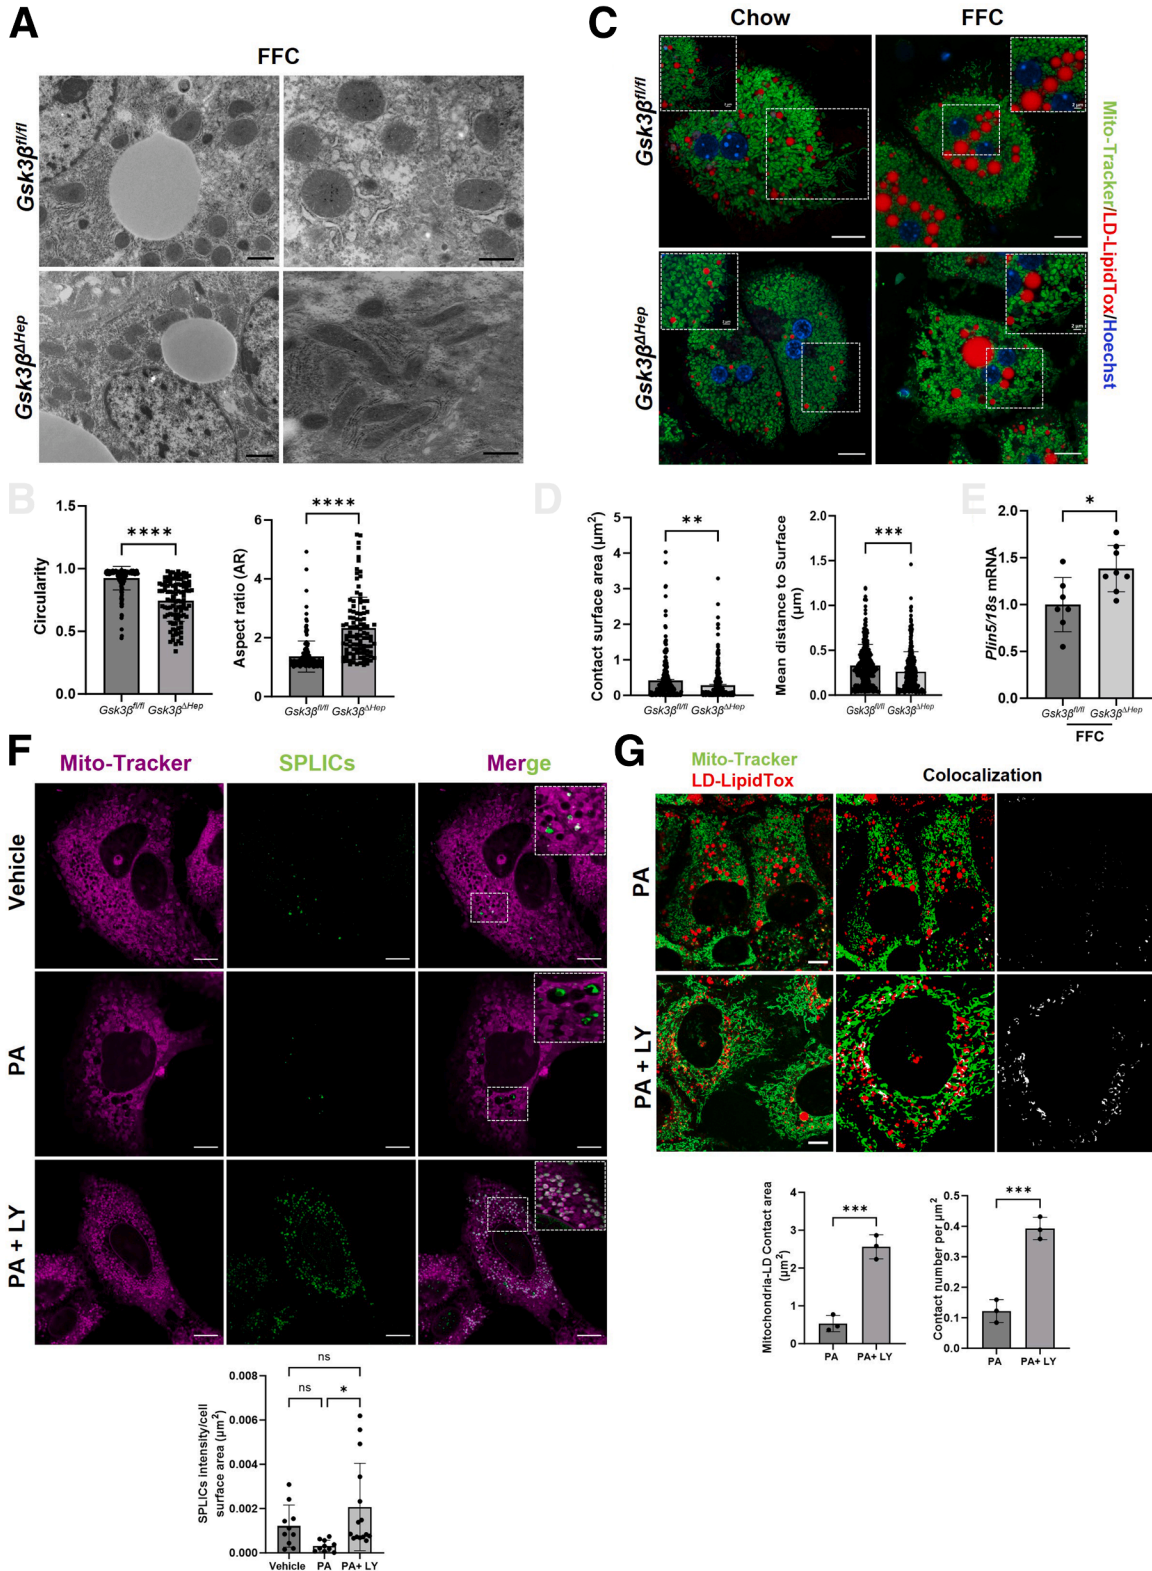 A
FFC
Gsk3β^fl/fl
Gsk3β^ΔHep
C
Chow
FFC
Gsk3β^fl/fl
Gsk3β^ΔHep
Mito-Tracker/LD-LipidTox/Hoechst
1 μm
2 μm
1 μm
2 μm
B
Circularity
1.5
1.0
0.5
0.0
****
Gsk3β^fl/fl Gsk3β^ΔHep
Aspect ratio (AR)
6
4
2
0
****
Gsk3β^fl/fl Gsk3β^ΔHep
D
Contact surface area (μm²)
5
4
3
2
1
0
**
Gsk3β^fl/fl Gsk3β^ΔHep
Mean distance to Surface
(μm)
2.0
1.5
1.0
0.5
0.0
***
Gsk3β^fl/fl Gsk3β^ΔHep
E
Plin5/18s mRNA
2.0
1.5
1.0
0.5
0.0
*
Gsk3β^fl/fl Gsk3β^ΔHep
FFC
F
Mito-Tracker
SPLICs
Merge
Vehicle
PA
PA + LY
SPLICs intensity/cell
surface area (μm²)
0.008
0.006
0.004
0.002
0.000
ns
ns
*
Vehicle PA PA+ LY
G
Mito-Tracker
LD-LipidTox
Colocalization
PA
PA + LY
Mitochondria-LD Contact area
(μm²)
4
3
2
1
0
***
PA PA+ LY
Contact number per μm²
0.5
0.4
0.3
0.2
0.1
0.0
***
PA PA+ LY